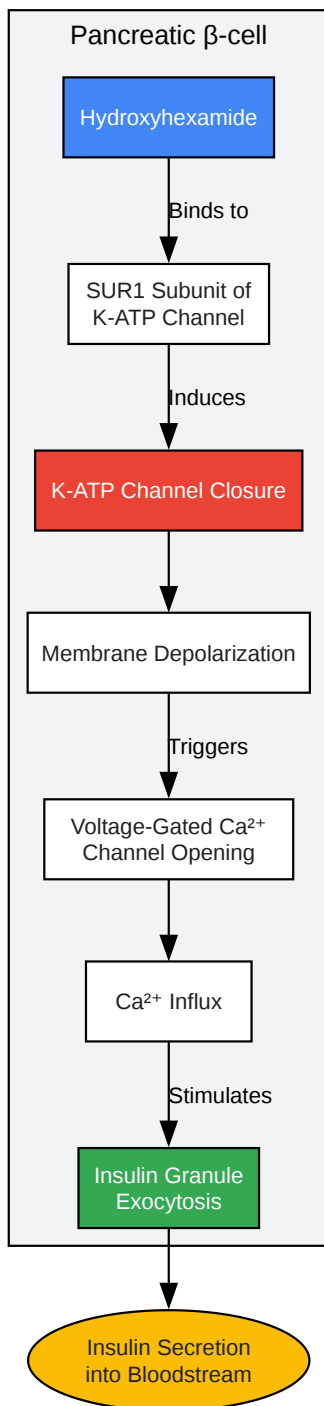 Pancreatic β-cell
Hydroxyhexamide
Binds to
SUR1 Subunit of
K-ATP Channel
Induces
K-ATP Channel Closure
Membrane Depolarization
Triggers
Voltage-Gated Ca²⁺
Channel Opening
Ca²⁺ Influx
Stimulates
Insulin Granule
Exocytosis
Insulin Secretion
into Bloodstream